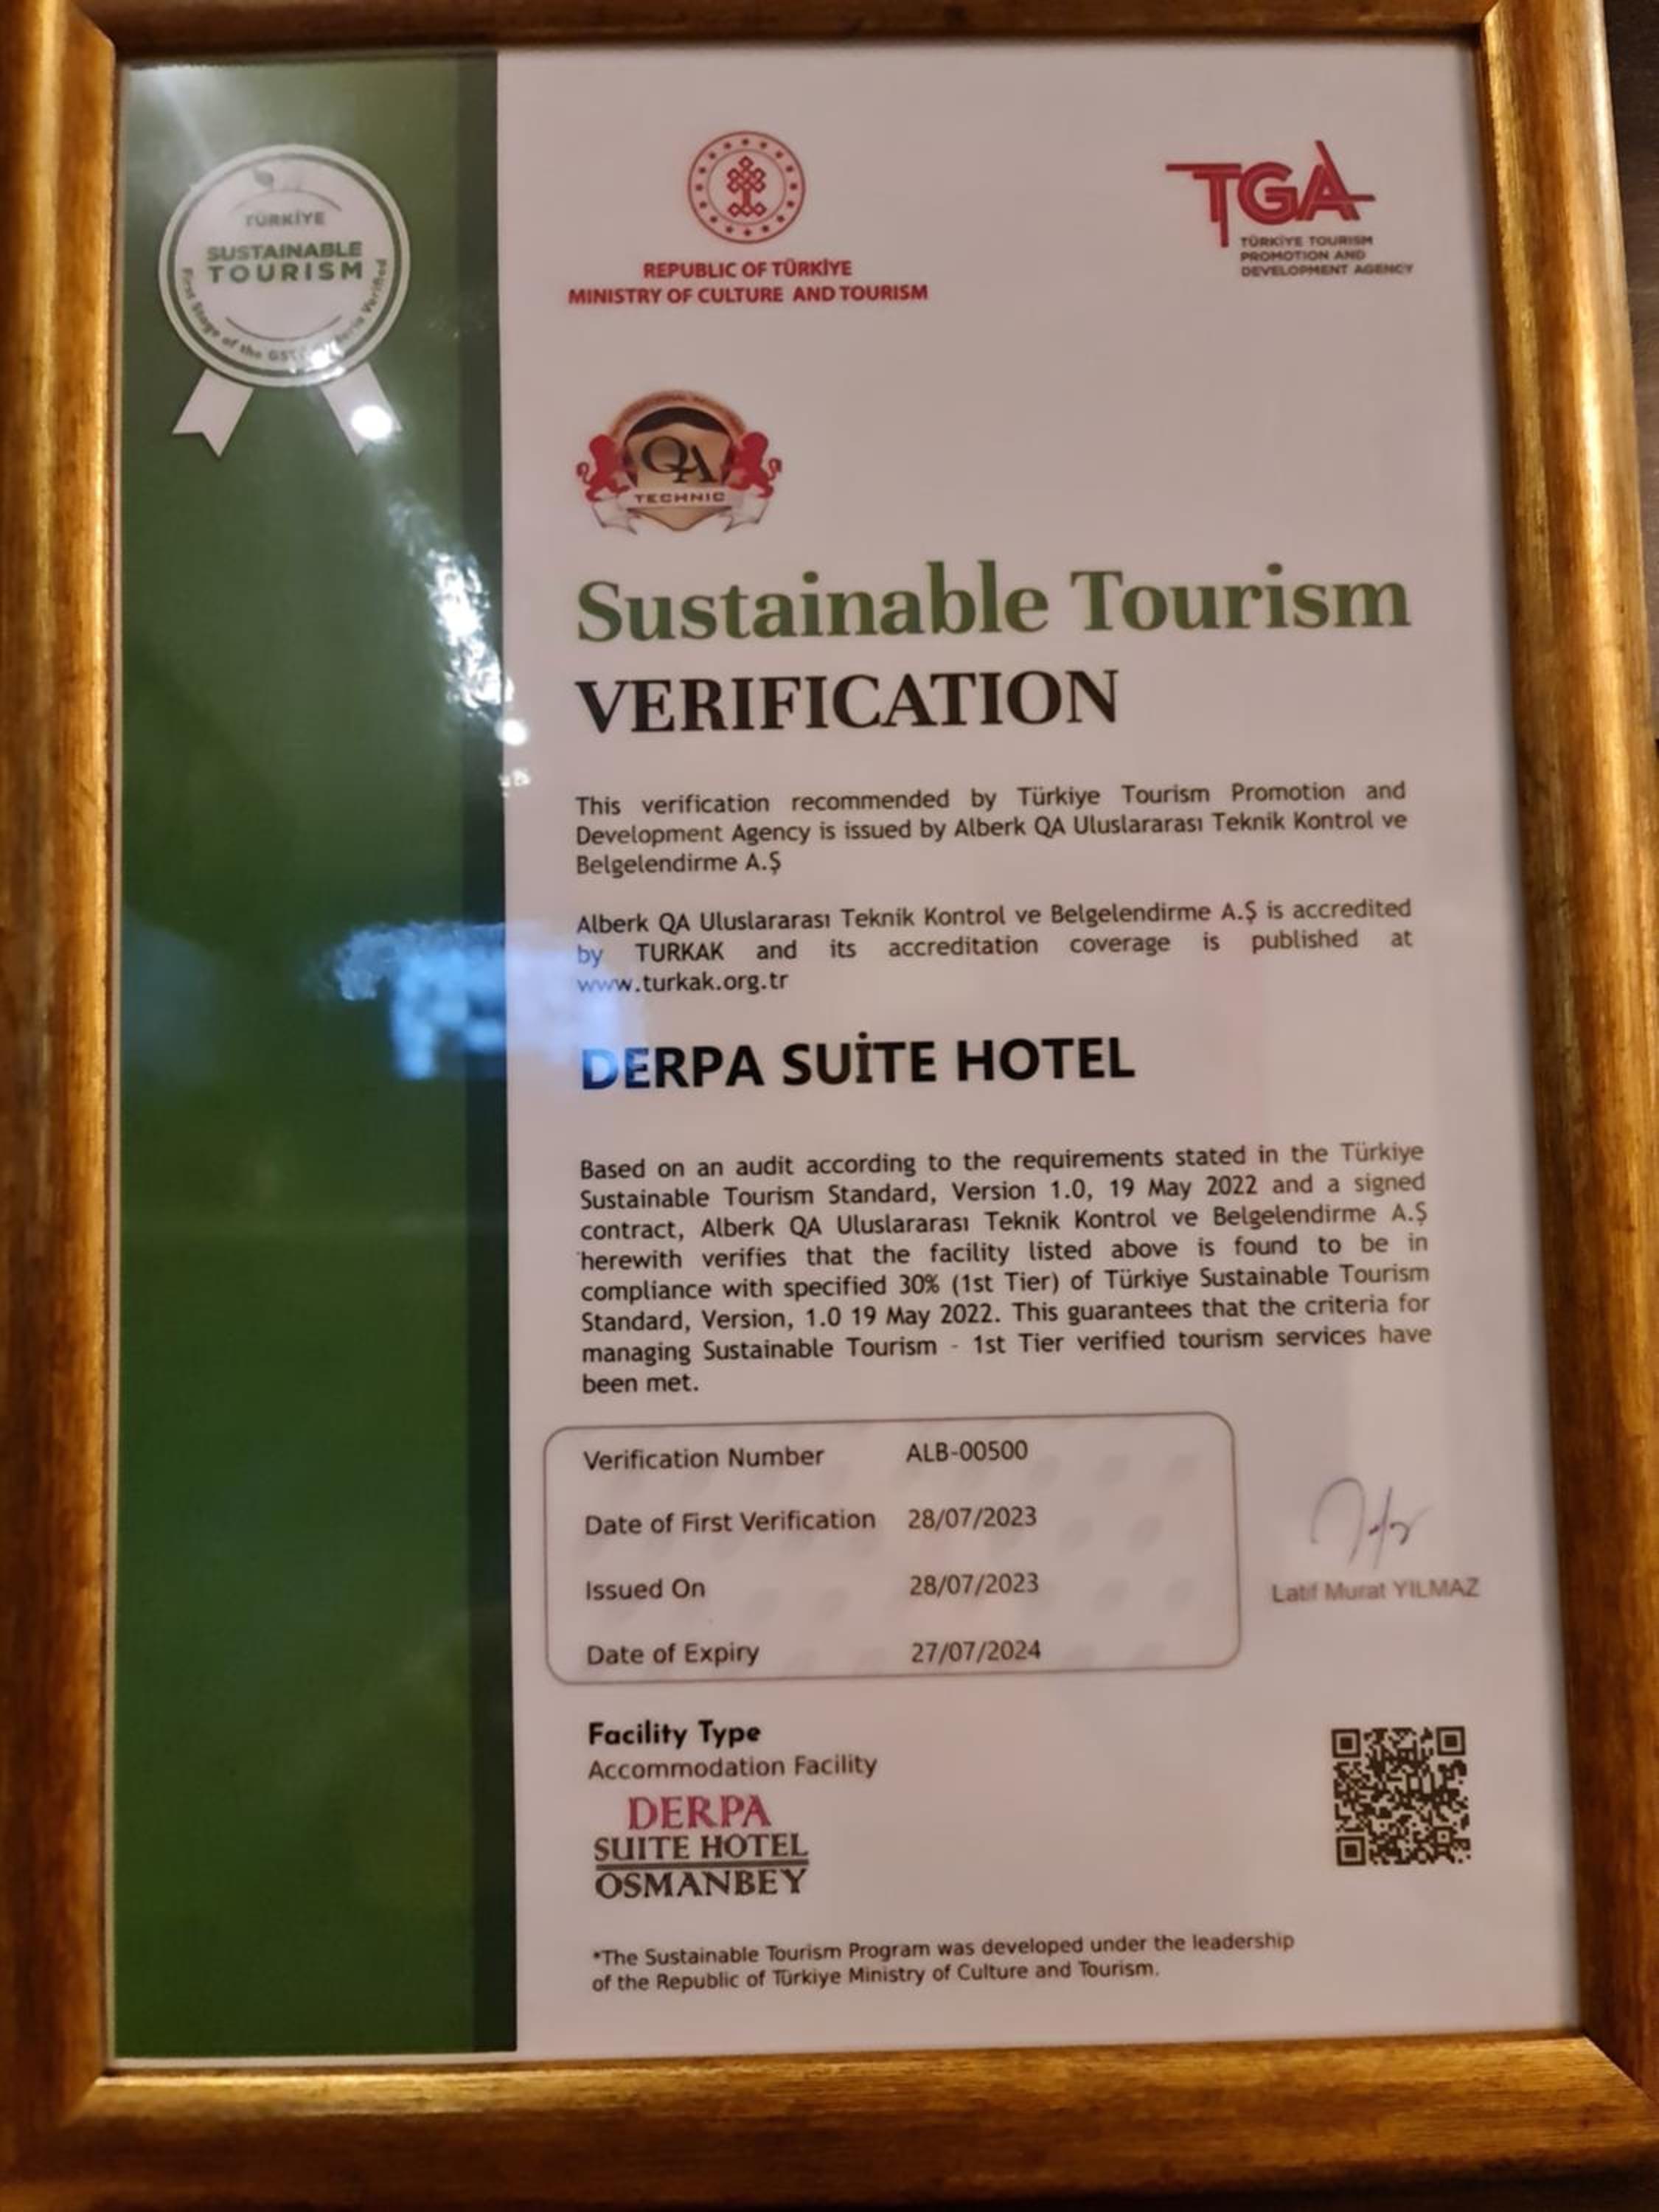 TÜRKİYE
SUSTAINABLE
TOURISM
First Stage of the Verified
REPUBLIC OF TÜRKİYE
MINISTRY OF CULTURE AND TOURISM
TGA
TÜRKİYE TOURISM
PROMOTION AND
DEVELOPMENT AGENCY
QA
TECHNIC
Sustainable Tourism
VERIFICATION
This verification recommended by Türkiye Tourism Promotion and
Development Agency is issued by Alberk QA Uluslararası Teknik Kontrol ve
Belgelendirme A.Ş
Alberk QA Uluslararası Teknik Kontrol ve Belgelendirme A.Ş is accredited
by TURKAK and its accreditation coverage is published at
www.turkak.org.tr
DERPA SUİTE HOTEL
Based on an audit according to the requirements stated in the Türkiye
Sustainable Tourism Standard, Version 1.0, 19 May 2022 and a signed
contract, Alberk QA Uluslararası Teknik Kontrol ve Belgelendirme A.Ş
herewith verifies that the facility listed above is found to be in
compliance with specified 30% (1st Tier) of Türkiye Sustainable Tourism
Standard, Version, 1.0 19 May 2022. This guarantees that the criteria for
managing Sustainable Tourism - 1st Tier verified tourism services have
been met.
Verification Number ALB-00500
Date of First Verification 28/07/2023
Issued On 28/07/2023
Date of Expiry 27/07/2024
Latif Murat YILMAZ
Facility Type
Accommodation Facility
DERPA
SUITE HOTEL
OSMANBEY
*The Sustainable Tourism Program was developed under the leadership
of the Republic of Türkiye Ministry of Culture and Tourism.